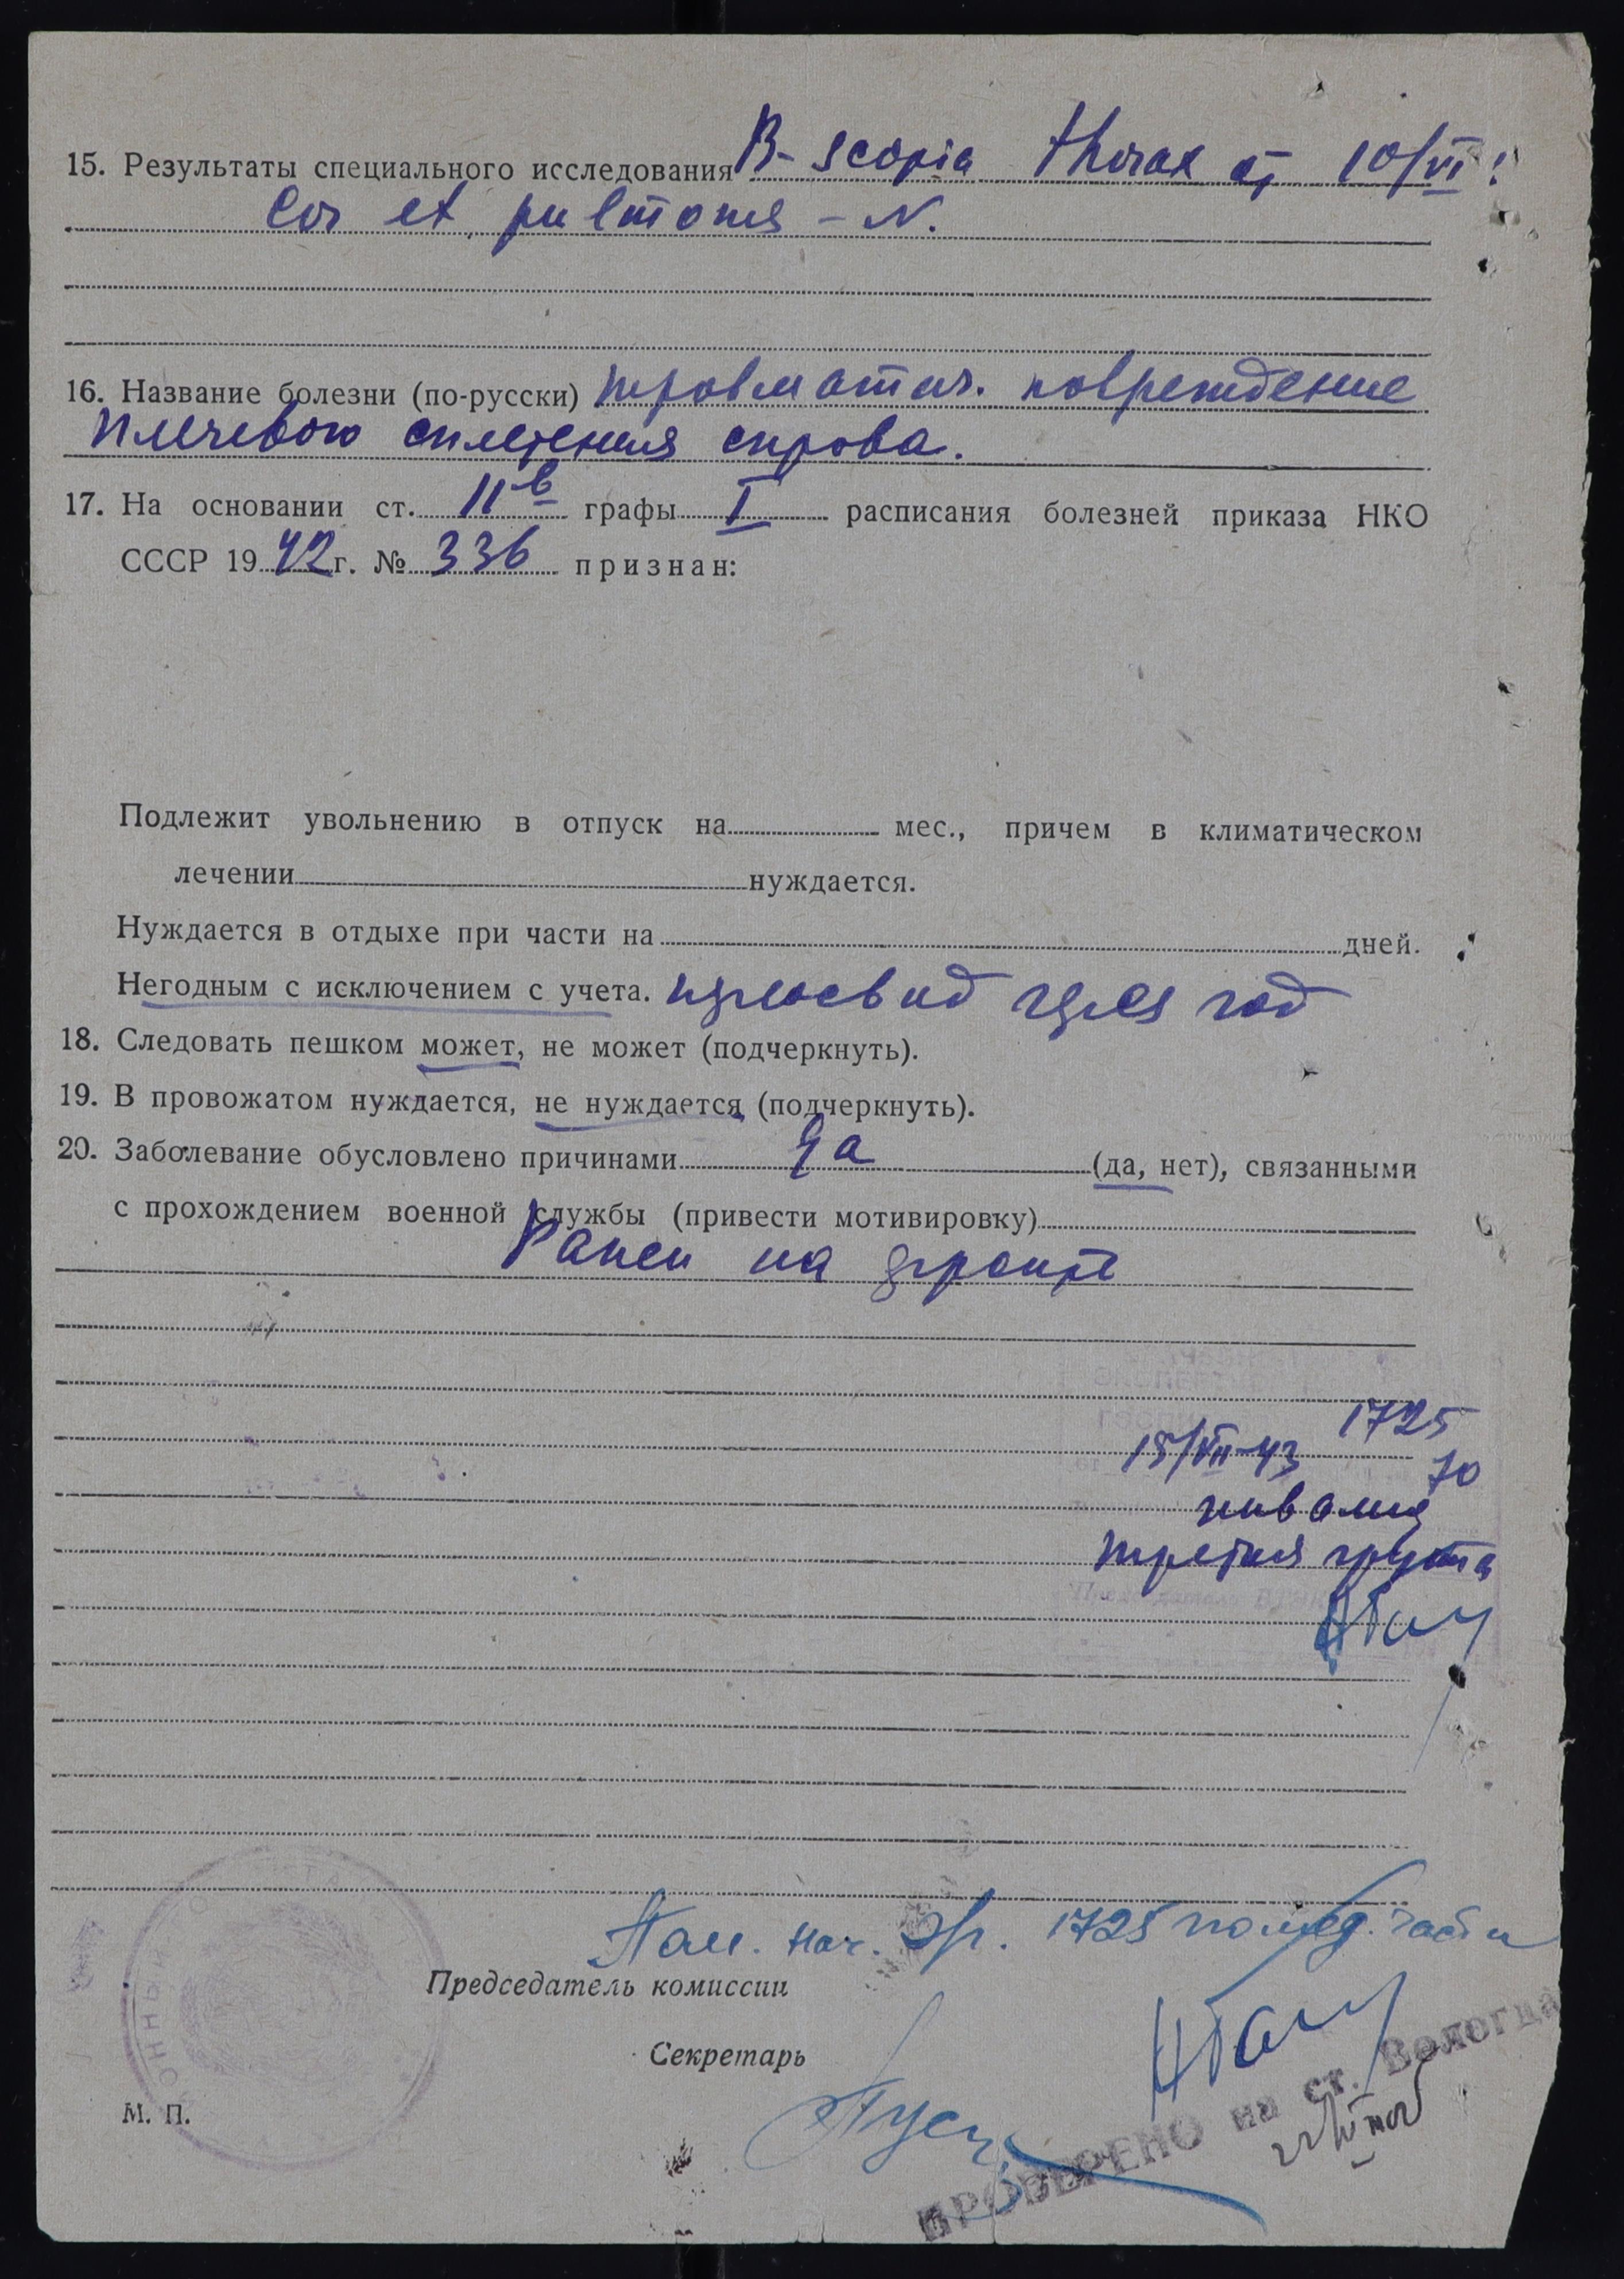 15. Результаты специального исследования R-scopia thorax от 10/VI:
Cor et pulmones - N.
16. Название болезни (по-русски) травматич. повреждение
плечевого сплетения справа.
17. На основании ст. 11в графы I расписания болезней приказа НКО
СССР 1942 г. № 336 признан:
Подлежит увольнению в отпуск на мес., причем в климатическом
лечении нуждается.
Нуждается в отдыхе при части на дней.
Негодным с исключением с учета. переосвид через год
18. Следовать пешком может, не может (подчеркнуть).
19. В провожатом нуждается, не нуждается (подчеркнуть).
20. Заболевание обусловлено причинами да (да, нет), связанными
с прохождением военной службы (привести мотивировку)
Ранен на фронте
1725
15/VII-43
70
инвалид
третья группа
Пом. нач. Эг. 1725 по мед. части
Председатель комиссии
Секретарь
М. П.
ПРОВЕРЕНО на ст. Вологда